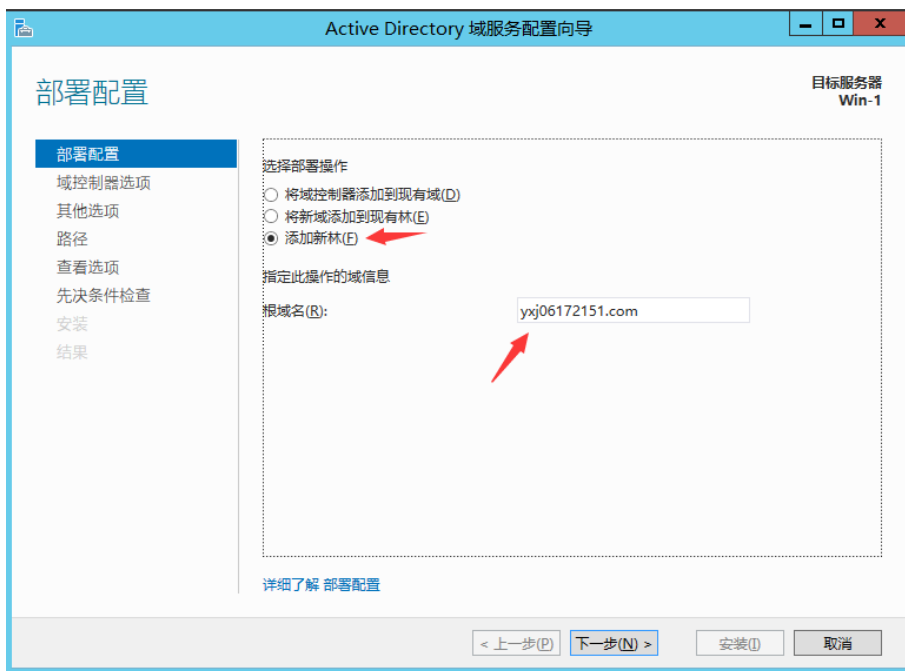 Active Directory 域服务配置向导
部署配置
目标服务器
Win-1
部署配置
域控制器选项
其他选项
路径
查看选项
先决条件检查
安装
结果
选择部署操作
将域控制器添加到现有域(D)
将新域添加到现有林(E)
添加新林(F)
指定此操作的域信息
根域名(R):
yxj06172151.com
详细了解 部署配置
< 上一步(P)
下一步(N) >
安装(I)
取消